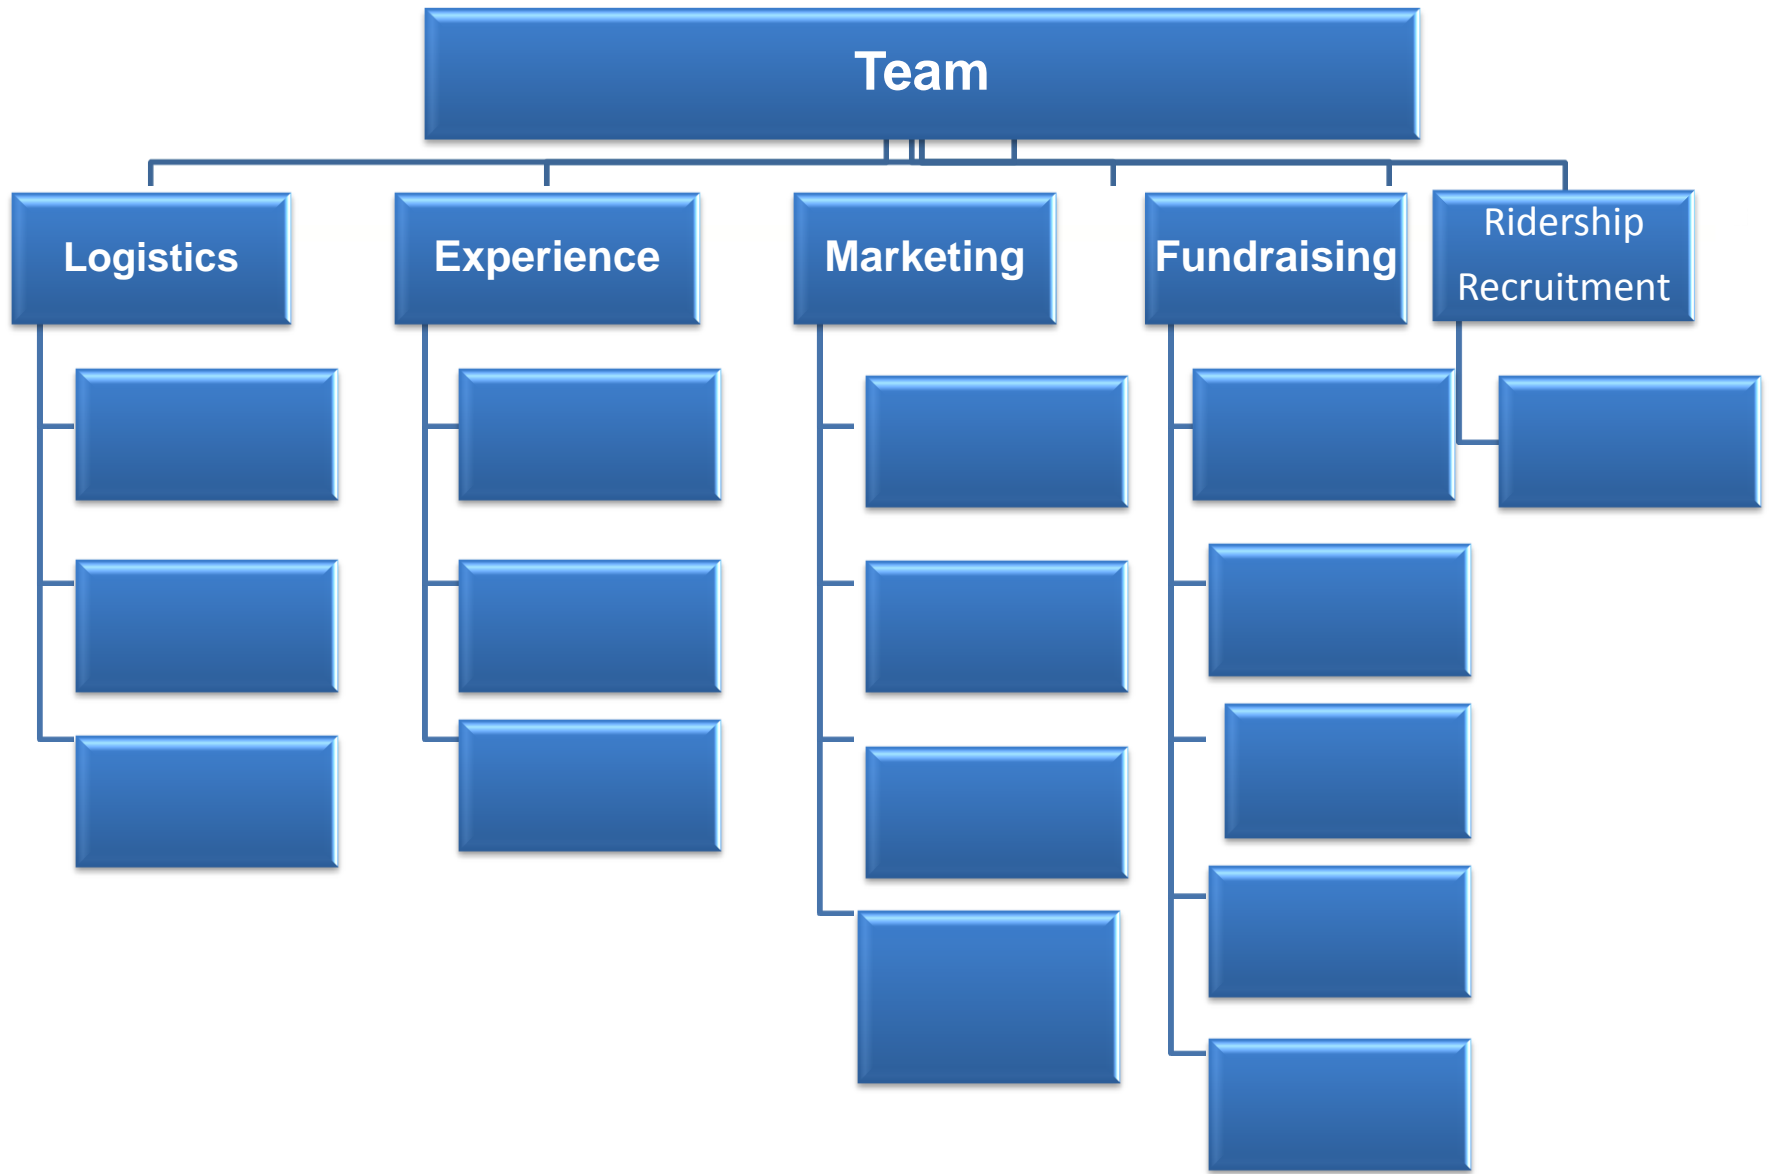 Team
Logistics
Experience
Marketing
Fundraising
Ridership
Recruitment